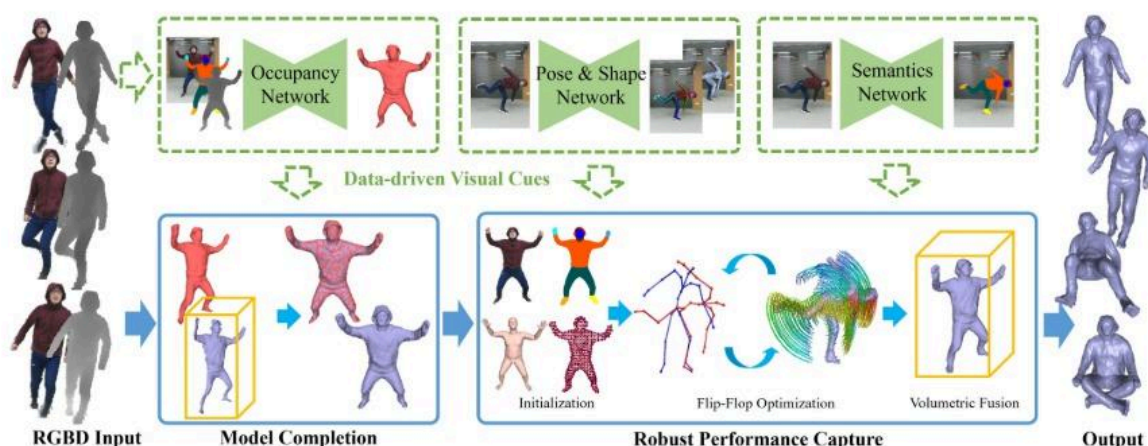 Occupancy
Network
Pose & Shape
Network
Semantics
Network
Data-driven Visual Cues
Initialization
Flip-Flop Optimization
Volumetric Fusion
RGBD Input
Model Completion
Robust Performance Capture
Output